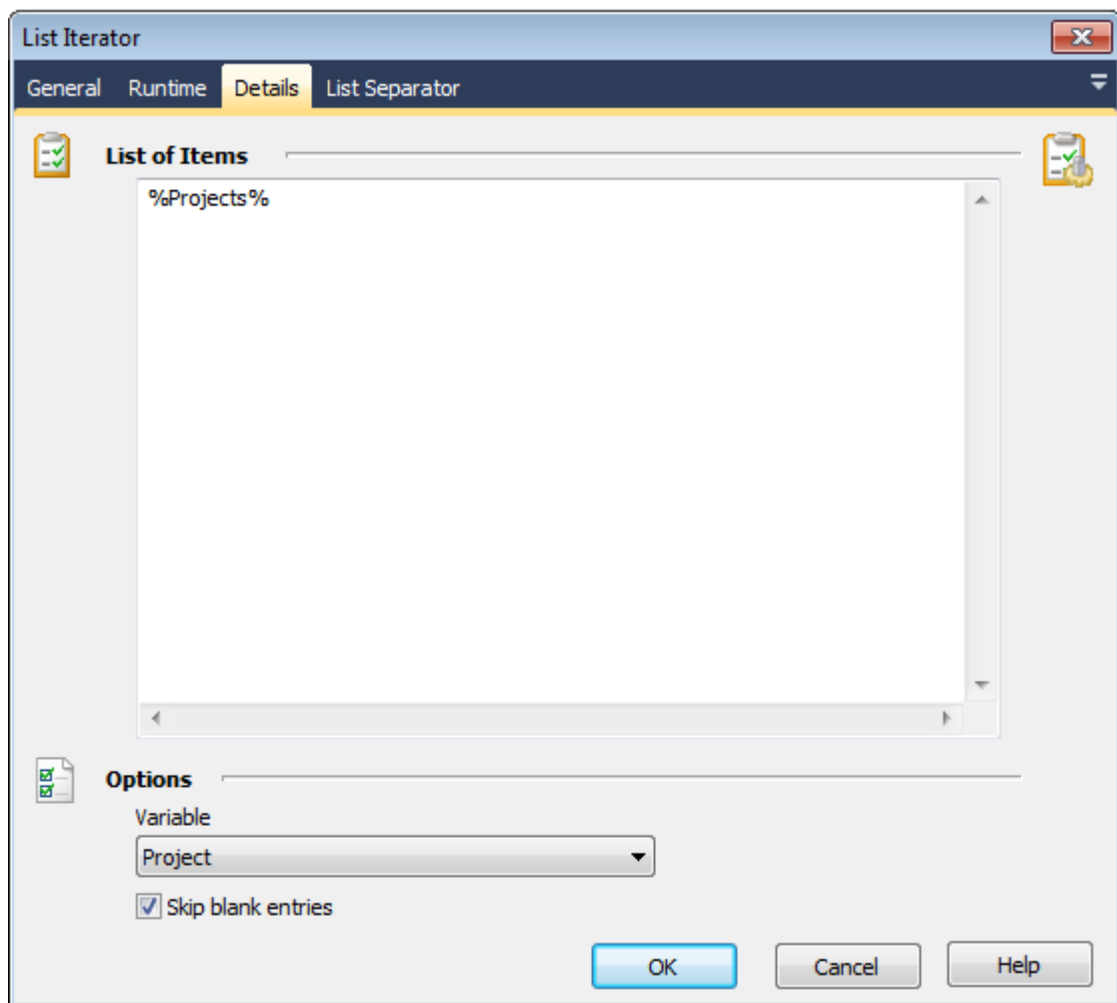 List Iterator
General Runtime Details List Separator
List of Items
%Projects%
Options
Variable
Project
Skip blank entries
OK Cancel Help